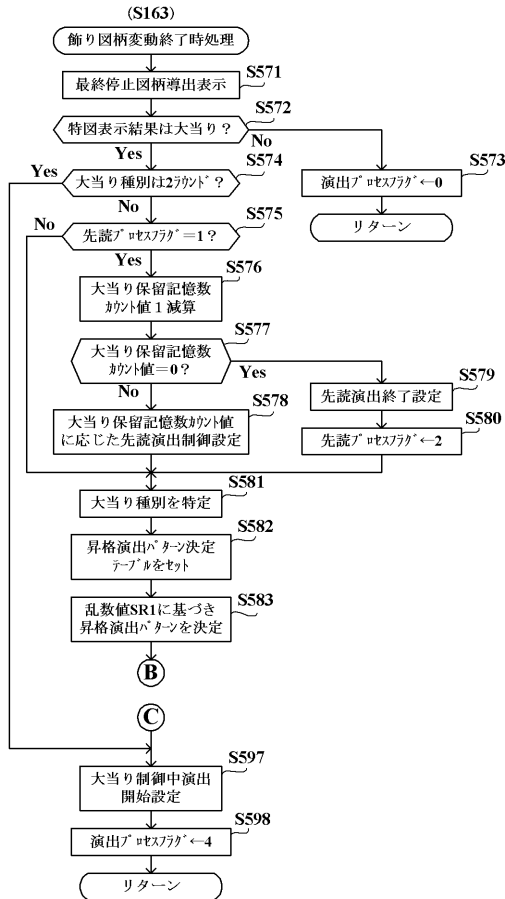 (S163)
飾り図柄変動終了時処理
S571
最終停止図柄導出表示
S572
特図表示結果は大当り？
No
Yes
S573
演出ﾌﾟﾛｾｽﾌﾗｸﾞ←0
リターン
S574
Yes
大当り種別は2ﾗｳﾝﾄﾞ？
No
S575
No
先読ﾌﾟﾛｾｽﾌﾗｸﾞ＝1？
Yes
S576
大当り保留記憶数
ｶｳﾝﾄ値１減算
S577
大当り保留記憶数
ｶｳﾝﾄ値=0？
Yes
No
S579
先読演出終了設定
S578
大当り保留記憶数ｶｳﾝﾄ値
に応じた先読演出制御設定
S580
先読ﾌﾟﾛｾｽﾌﾗｸﾞ←2
S581
大当り種別を特定
S582
昇格演出ﾊﾟﾀｰﾝ決定
ﾃｰﾌﾞﾙをｾｯﾄ
S583
乱数値SR1に基づき
昇格演出ﾊﾟﾀｰﾝを決定
B
C
S597
大当り制御中演出
開始設定
S598
演出ﾌﾟﾛｾｽﾌﾗｸﾞ←4
リターン